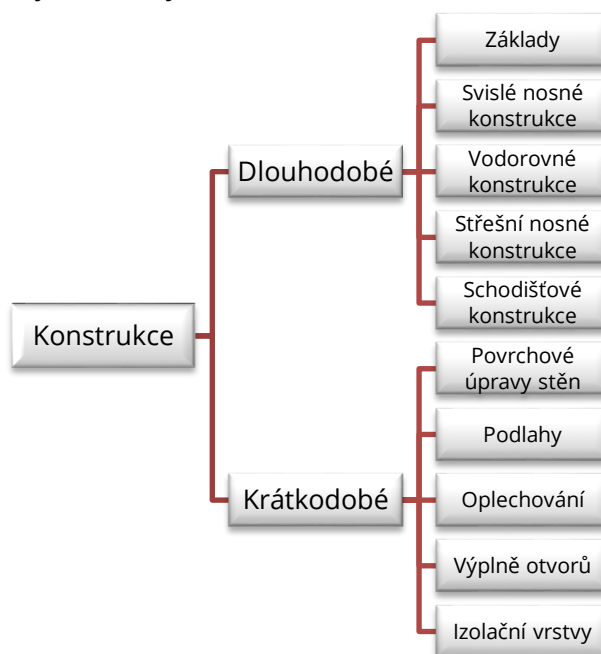 Základy
Svislé nosné
konstrukce
Dlouhodobé
Vodorovné
konstrukce
Střešní nosné
konstrukce
Schodišťové
konstrukce
Konstrukce
Povrchové
úpravy stěn
Podlahy
Krátkodobé
Oplechování
Výplně otvorů
Izolační vrstvy